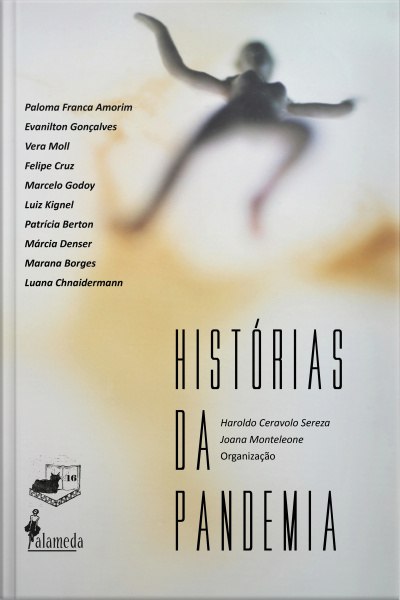 Paloma Franca Amorim
Evanilton Gonçalves
Vera Moll
Felipe Cruz
Marcelo Godoy
Luiz Kignel
Patrícia Berton
Márcia Denser
Marana Borges
Luana Chnaidermann
HISTÓRIAS
DA
Haroldo Ceravolo Sereza
Joana Monteleone
Organização
PANDEMIA
16
alameda